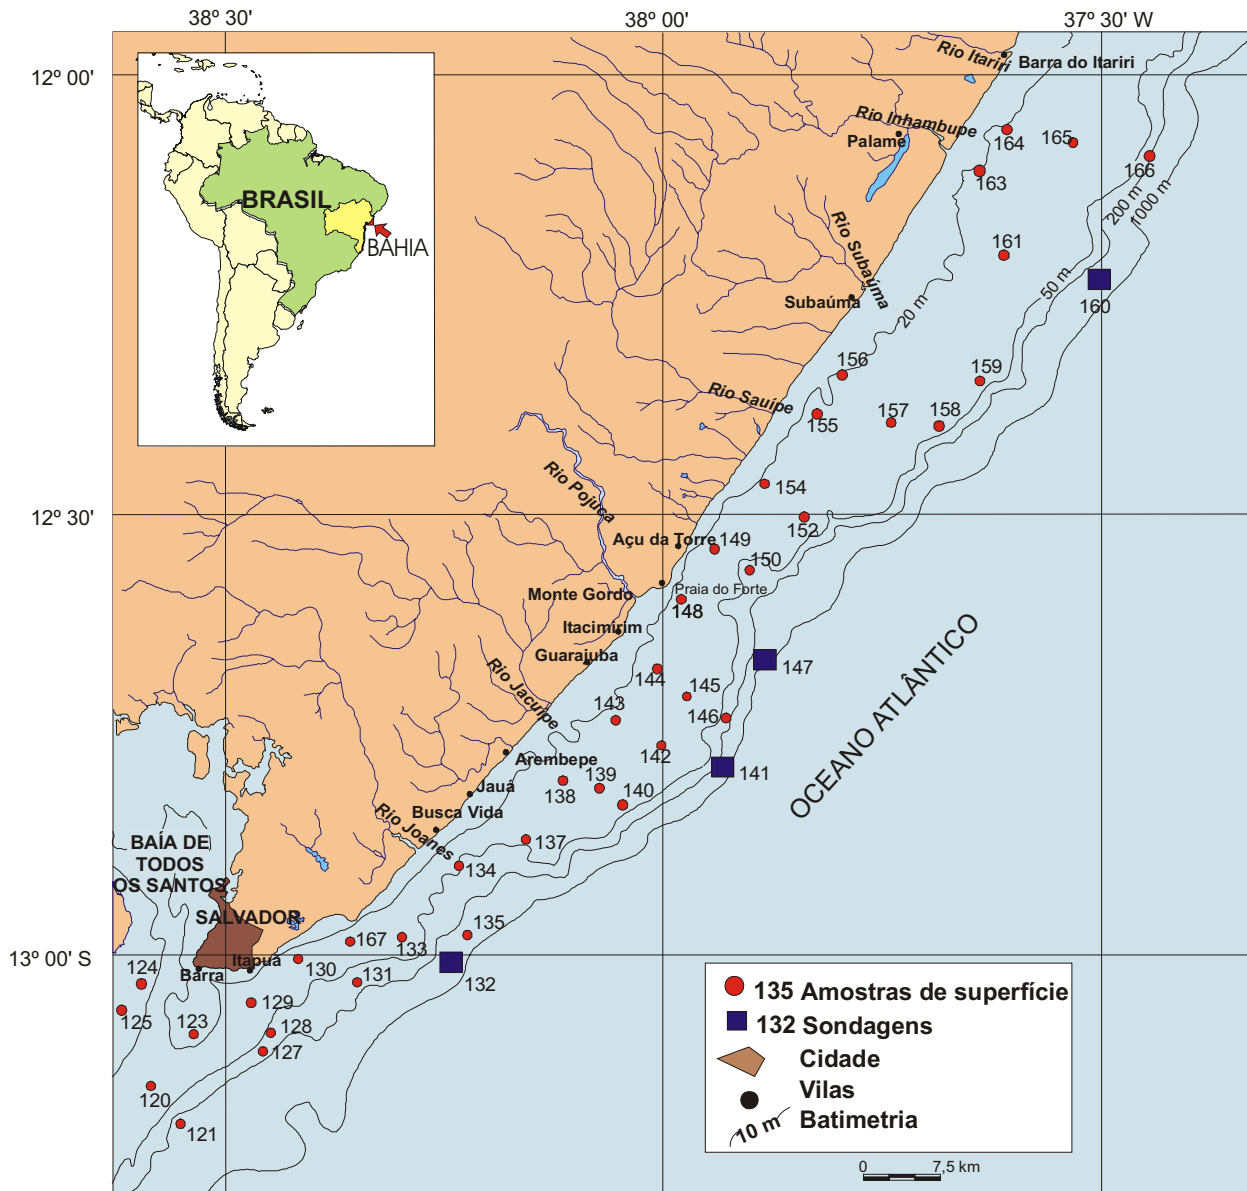 38º 30'
38º 00'
37º 30' W
12º 00'
12º 30'
13º 00' S
BRASIL
BAHIA
Rio Itariri
Barra do Itariri
Rio Inhambupe
Palame
164
165
166
163
200 m
1000 m
161
Rio Subaúma
50 m
160
Subaúma
20 m
156
159
Rio Sauípe
155
157
158
Rio Pojuca
154
152
Açu da Torre
149
150
Monte Gordo
Praia do Forte
148
Itacimirim
Guarajuba
147
144
145
Rio Jacuípe
143
146
142
OCEANO ATLÂNTICO
Arembepe
141
139
138
140
Jauá
Busca Vida
Rio Joanes
137
BAÍA DE
TODOS
OS SANTOS
134
SALVADOR
135
167
133
Itapuá
Barra
130
131
132
124
125
129
123
128
127
120
121
135 Amostras de superfície
132 Sondagens
Cidade
Vilas
10 m
Batimetria
0
7,5 km